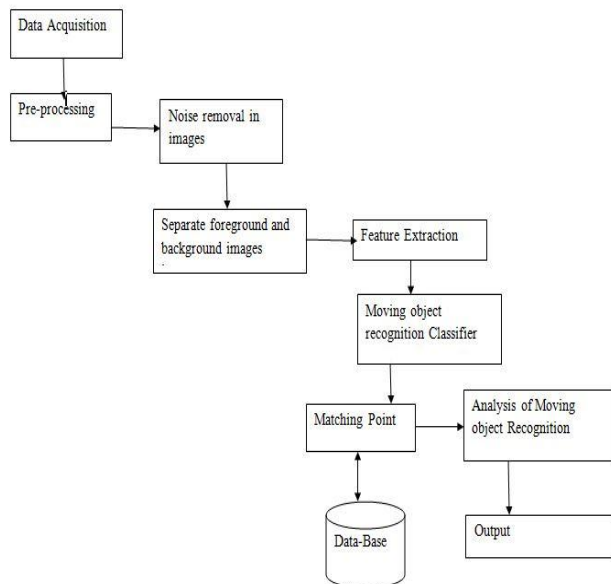 Data Acquisition
Pre-processing
Noise removal in
images
Separate foreground and
background images
.
Feature Extraction
Moving object
recognition Classifier
Matching Point
Analysis of Moving
object Recognition
Data-Base
Output